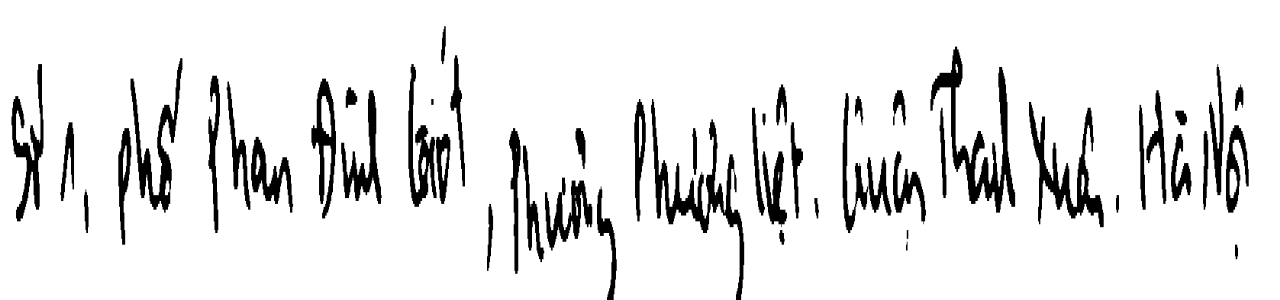 Số 1, phố Phan Đình Giót, Phường Phương Liệt, Quận Thanh Xuân, Hà Nội